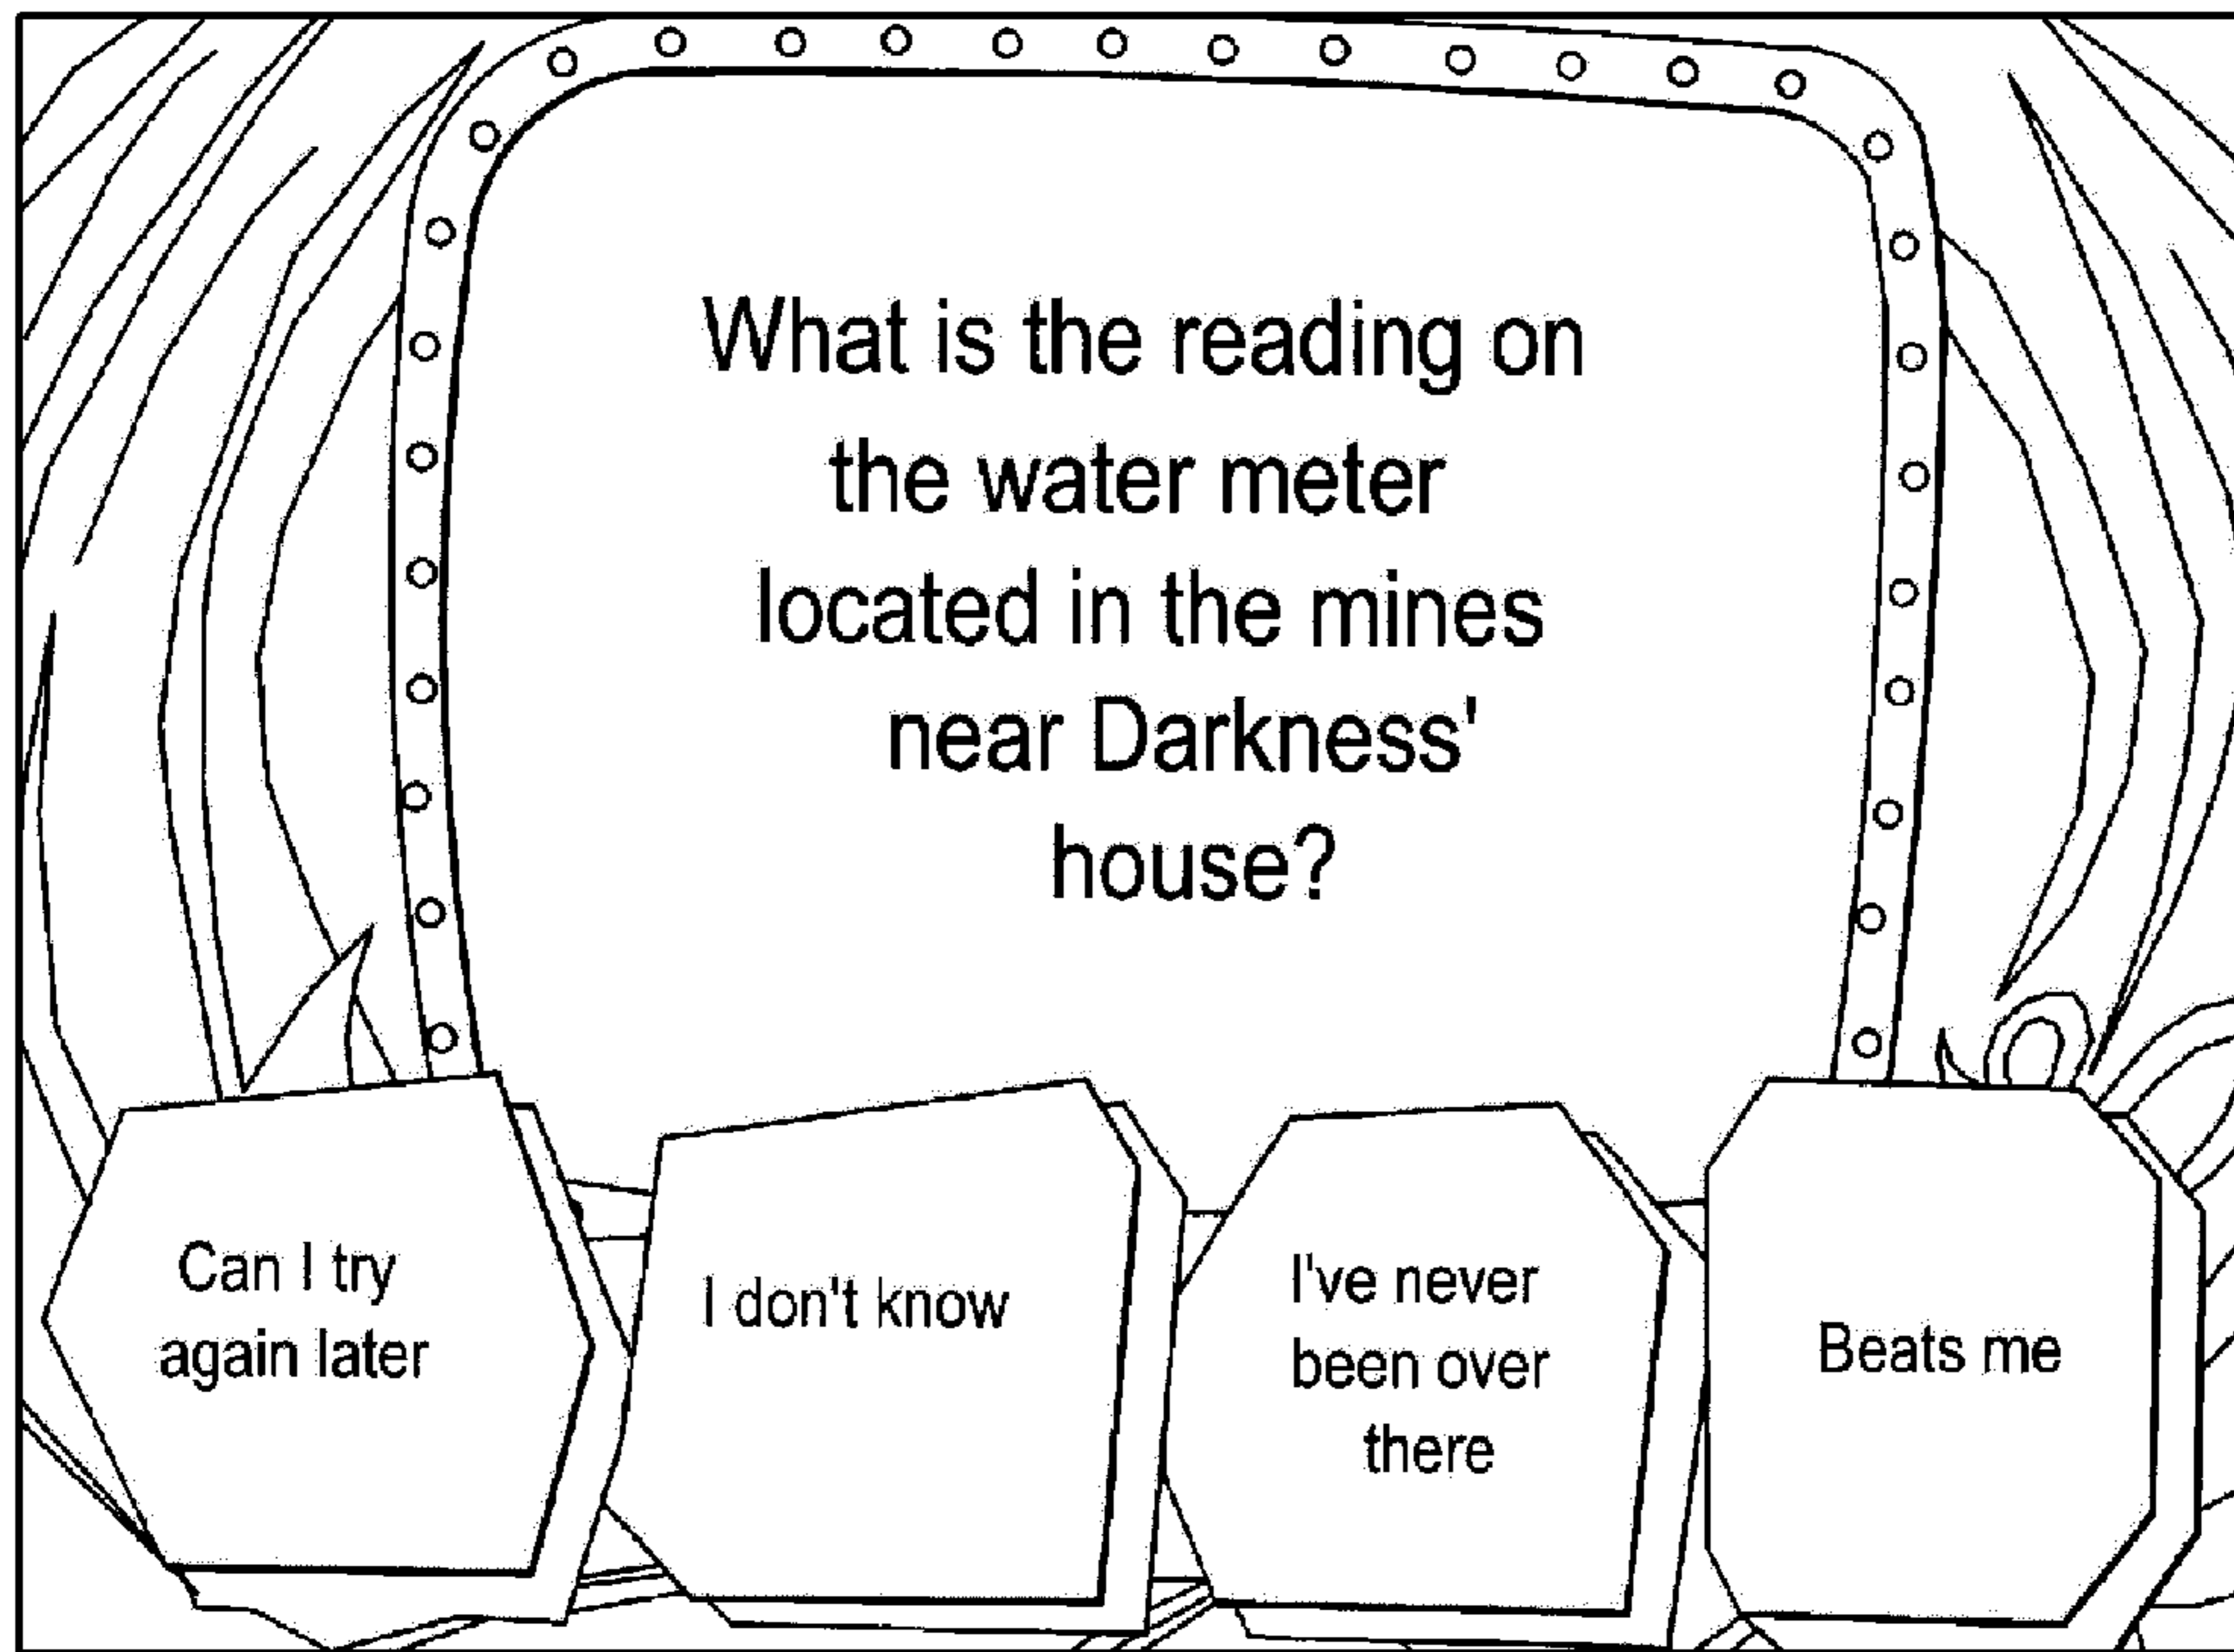 What is the reading on
the water meter
located in the mines
near Darkness'
house?
Can I try
again later
I don't know
I've never
been over
there
Beats me